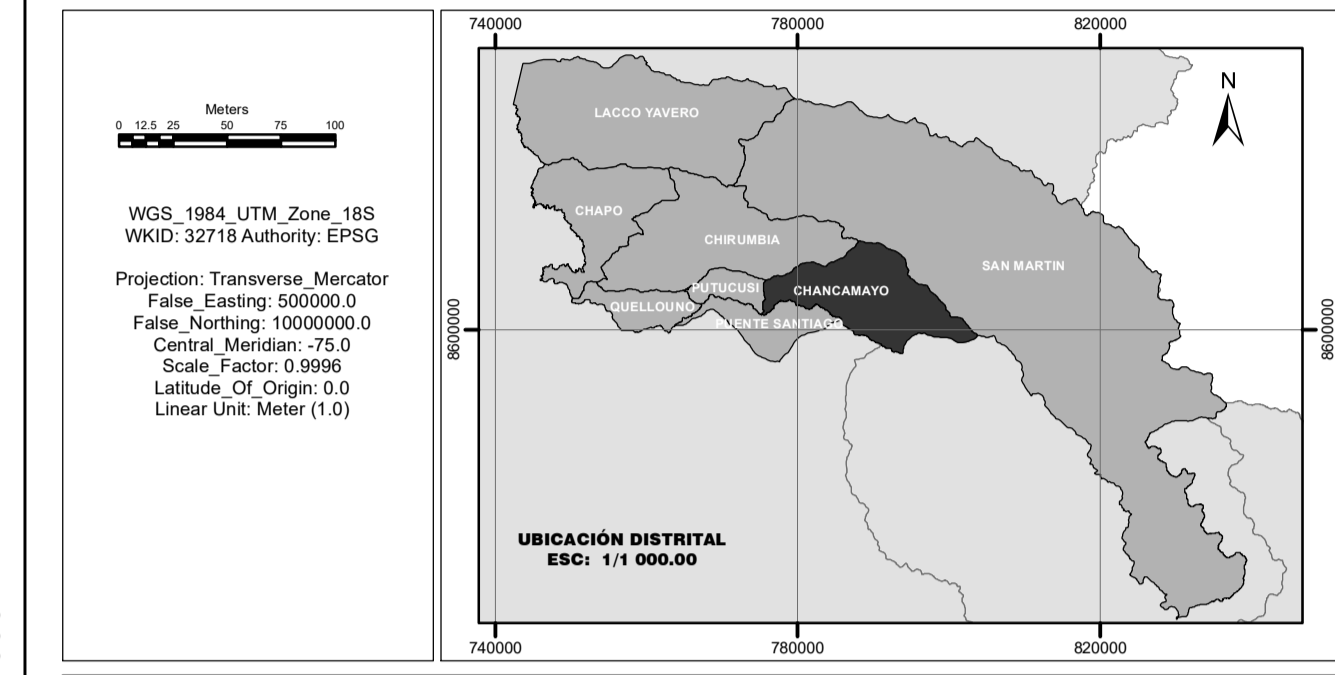 Meters
0 12.5 25 50 75 100
WGS_1984_UTM_Zone_18S
WKID: 32718 Authority: EPSG
Projection: Transverse_Mercator
False_Easting: 500000.0
False_Northing: 10000000.0
Central_Meridian: -75.0
Scale_Factor: 0.9996
Latitude_Of_Origin: 0.0
Linear Unit: Meter (1.0)
740000 780000 820000
N
LACCO YAVERO
CHAPO
CHIRUMBIA
SAN MARTIN
PUTUCUSI
CHANCAMAYO
QUELLOUNO
PUENTE SANTIAGO
8600000 8600000
UBICACIÓN DISTRITAL
ESC: 1/1 000.00
740000 780000 820000